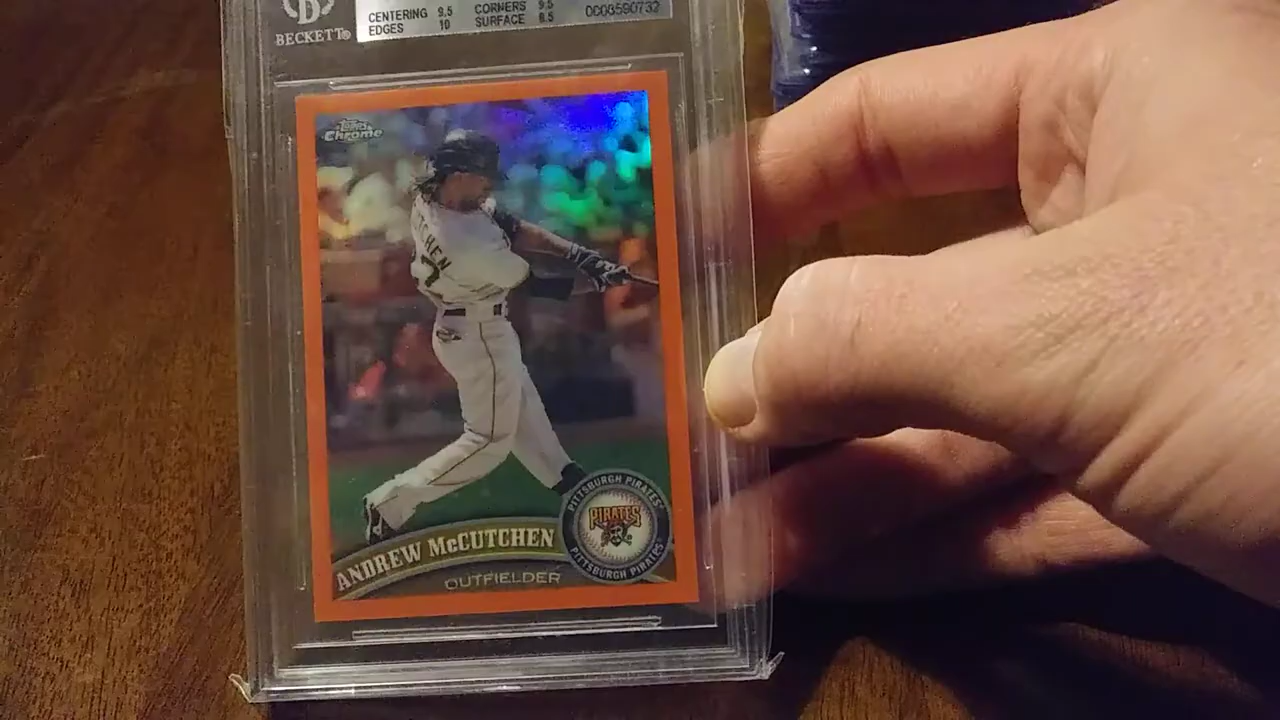 BECKETT®
CENTERING 9.5 CORNERS 9.5
EDGES 10 SURFACE 8.5
0008590732
Topps
Chrome
ANDREW McCUTCHEN
OUTFIELDER
PITTSBURGH PIRATES
PIRATES
PITTSBURGH PIRATES